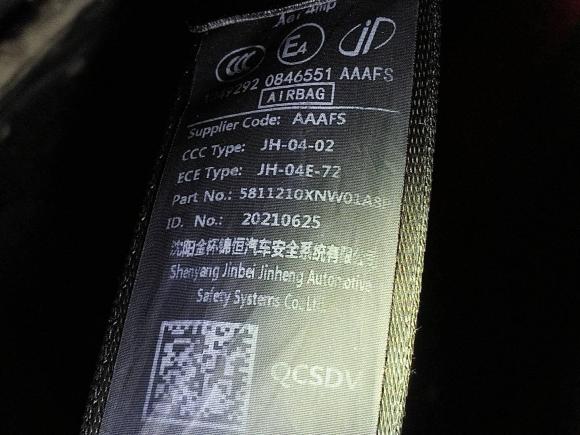 Aer Amp
CCC E4
0846551 AAAFS
AIRBAG
Supplier Code: AAAFS
CCC Type: JH-04-02
ECE Type: JH-04E-72
Part No.:
ID. No.: 20210625
沈阳金杯锦恒汽车安全系统有限公司
Shenyang Jinbei Jinheng Automotive
Safety Systems Co., Ltd.
QCSDV